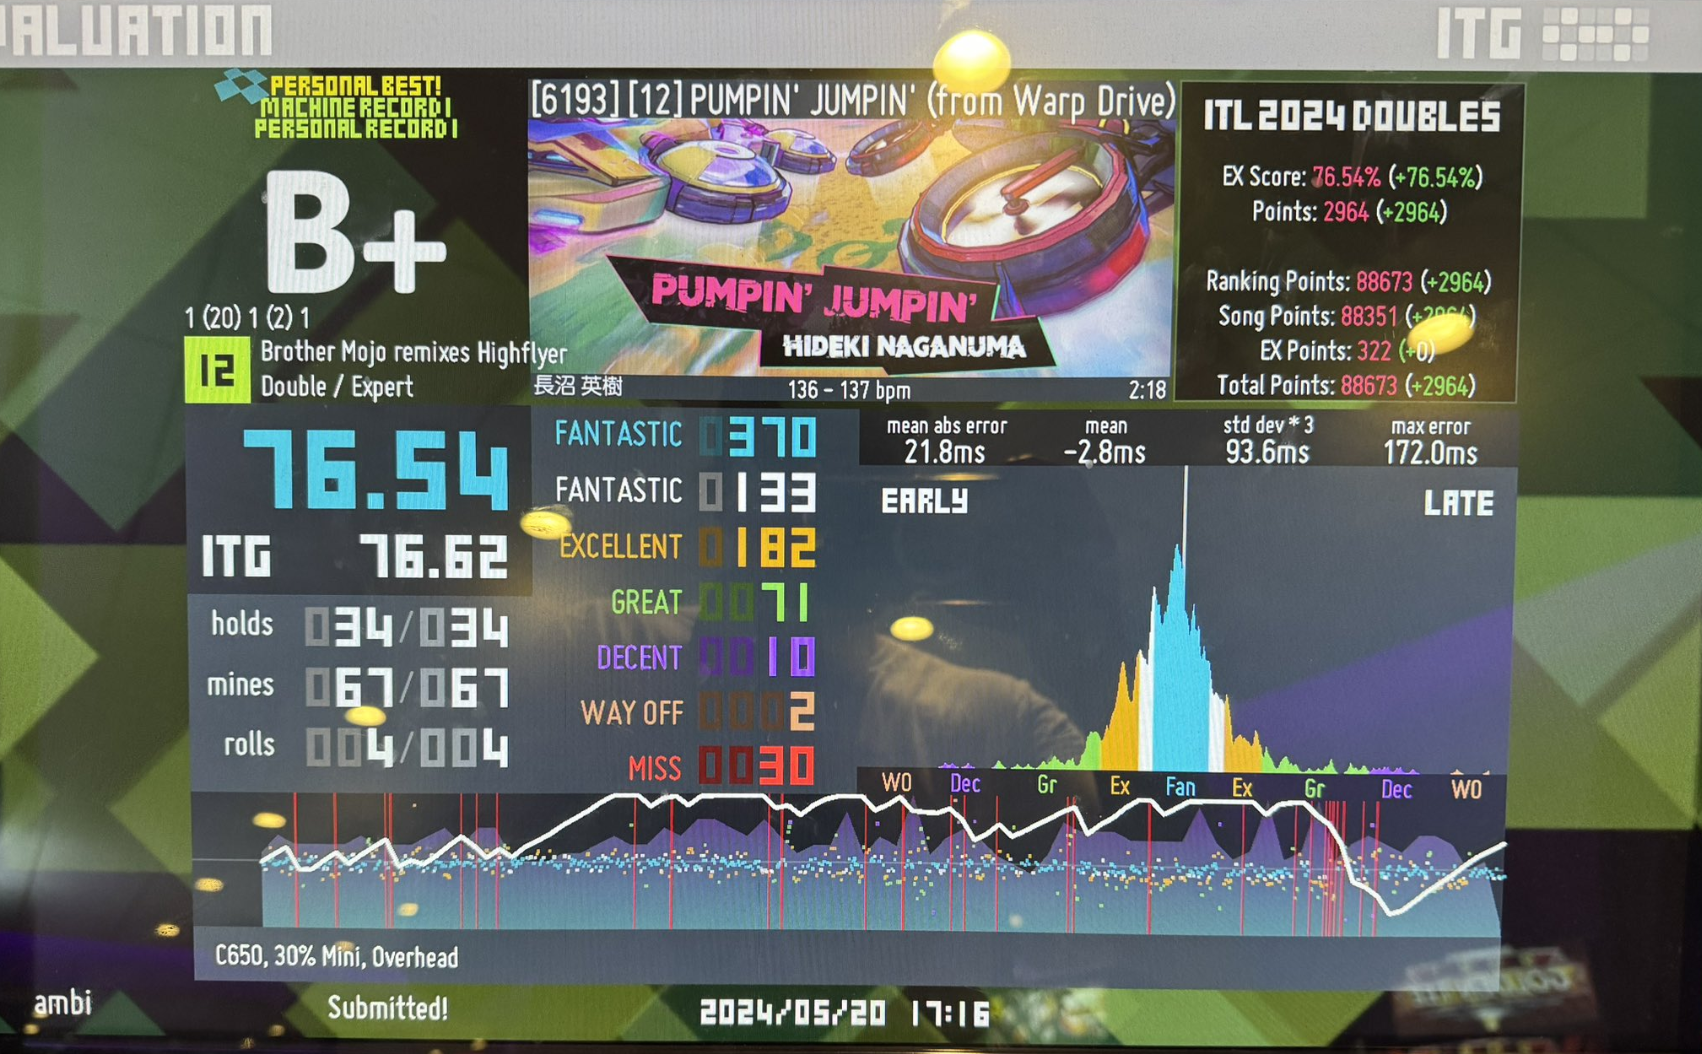 VALUATION
ITG
PERSONAL BEST!
MACHINE RECORD 1
PERSONAL RECORD 1
B+
1 (20) 1 (2) 1
12
Brother Mojo remixes Highflyer
Double / Expert
[6193] [12] PUMPIN' JUMPIN' (from Warp Drive)
PUMPIN' JUMPIN'
HIDEKI NAGANUMA
長沼 英樹
136 - 137 bpm
2:18
ITL 2024 DOUBLES
EX Score: 76.54% (+76.54%)
Points: 2964 (+2964)
Ranking Points: 88673 (+2964)
Song Points: 88351 (+2964)
EX Points: 322 (+0)
Total Points: 88673 (+2964)
76.54
ITG 76.62
holds 034/034
mines 067/067
rolls 004/004
FANTASTIC 0370
FANTASTIC 0133
EXCELLENT 0182
GREAT 0071
DECENT 0010
WAY OFF 0002
MISS 0030
mean abs error mean std dev * 3 max error
21.8ms -2.8ms 93.6ms 172.0ms
EARLY LATE
WO Dec Gr Ex Fan Ex Gr Dec WO
C650, 30% Mini, Overhead
ambi
Submitted!
2024/05/20 17:16